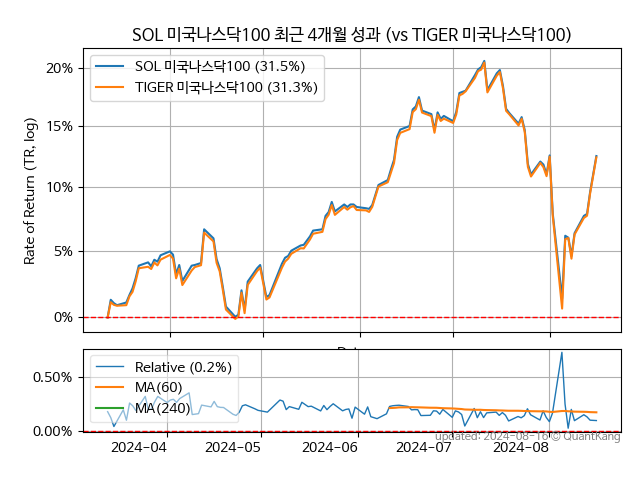 SOL 미국나스닥100 최근 4개월 성과 (vs TIGER 미국나스닥100)
Rate of Return (TR, log)
20%
15%
10%
5%
0%
SOL 미국나스닥100 (31.5%)
TIGER 미국나스닥100 (31.3%)
0.50%
0.00%
Relative (0.2%)
MA(60)
MA(240)
2024-04 2024-05 2024-06 2024-07 2024-08
updated: 2024-08-16 © QuantKang